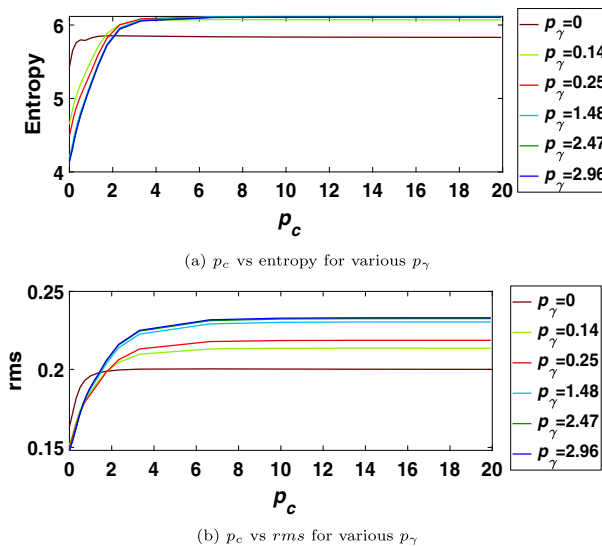 6
5
4
Entropy
0 2 4 6 8 10 12 14 16 18 20
p_c
p_γ=0
p_γ=0.14
p_γ=0.25
p_γ=1.48
p_γ=2.47
p_γ=2.96
(a) p_c vs entropy for various p_γ
0.25
0.2
0.15
rms
0 2 4 6 8 10 12 14 16 18 20
p_c
p_γ=0
p_γ=0.14
p_γ=0.25
p_γ=1.48
p_γ=2.47
p_γ=2.96
(b) p_c vs rms for various p_γ